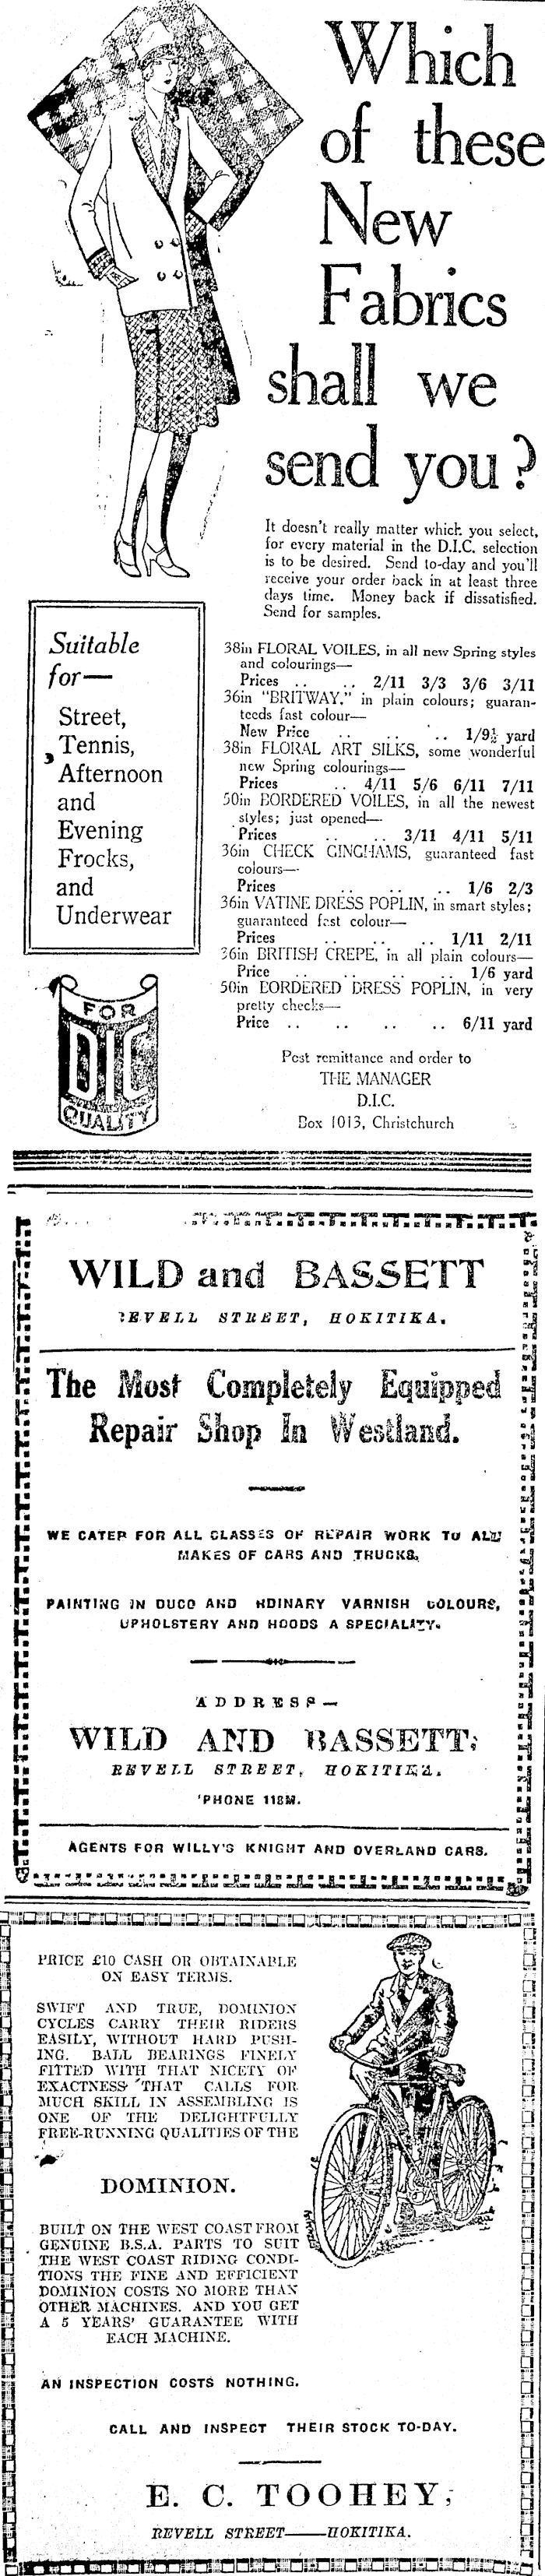 Which
of these
New
Fabrics
shall we
send you?
It doesn't really matter which you select,
for every material in the D.I.C. selection
is to be desired. Send to-day and you'll
receive your order back in at least three
days time. Money back if dissatisfied.
Send for samples.
Suitable
for—
Street,
Tennis,
Afternoon
and
Evening
Frocks,
and
Underwear
FOR
DIC
QUALITY
38in FLORAL VOILES, in all new Spring styles
and colourings—
Prices .. .. 2/11 3/3 3/6 3/11
36in "BRITWAY," in plain colours; guaran-
teeds fast colour—
New Price .. .. .. 1/9½ yard
38in FLORAL ART SILKS, some wonderful
new Spring colourings—
Prices .. 4/11 5/6 6/11 7/11
50in BORDERED VOILES, in all the newest
styles; just opened—
Prices .. .. 3/11 4/11 5/11
36in CHECK GINGHAMS, guaranteed fast
colours—
Prices .. .. .. 1/6 2/3
36in VATINE DRESS POPLIN, in smart styles;
guaranteed fast colour—
Prices .. .. .. 1/11 2/11
36in BRITISH CREPE, in all plain colours—
Price .. .. .. .. 1/6 yard
50in BORDERED DRESS POPLIN, in very
pretty checks—
Price .. .. .. .. 6/11 yard
Post remittance and order to
THE MANAGER
D.I.C.
Box 1013, Christchurch
WILD and BASSETT
REVELL STREET, HOKITIKA.
The Most Completely Equipped
Repair Shop In Westland.
WE CATER FOR ALL CLASSES OF REPAIR WORK TO ALL
MAKES OF CARS AND TRUCKS.
PAINTING IN DUCO AND RDINARY VARNISH COLOURS,
UPHOLSTERY AND HOODS A SPECIALITY.
ADDRESS—
WILD AND BASSETT,
REVELL STREET, HOKITIKA.
'PHONE 118M.
AGENTS FOR WILLY'S KNIGHT AND OVERLAND CARS.
PRICE £10 CASH OR OBTAINABLE
ON EASY TERMS.
SWIFT AND TRUE, DOMINION
CYCLES CARRY THEIR RIDERS
EASILY, WITHOUT HARD PUSH-
ING. BALL BEARINGS FINELY
FITTED WITH THAT NICETY OF
EXACTNESS THAT CALLS FOR
MUCH SKILL IN ASSEMBLING IS
ONE OF THE DELIGHTFULLY
FREE-RUNNING QUALITIES OF THE
DOMINION.
BUILT ON THE WEST COAST FROM
GENUINE B.S.A. PARTS TO SUIT
THE WEST COAST RIDING CONDI-
TIONS THE FINE AND EFFICIENT
DOMINION COSTS NO MORE THAN
OTHER MACHINES. AND YOU GET
A 5 YEARS' GUARANTEE WITH
EACH MACHINE.
AN INSPECTION COSTS NOTHING.
CALL AND INSPECT THEIR STOCK TO-DAY.
E. C. TOOHEY,
REVELL STREET—HOKITIKA.